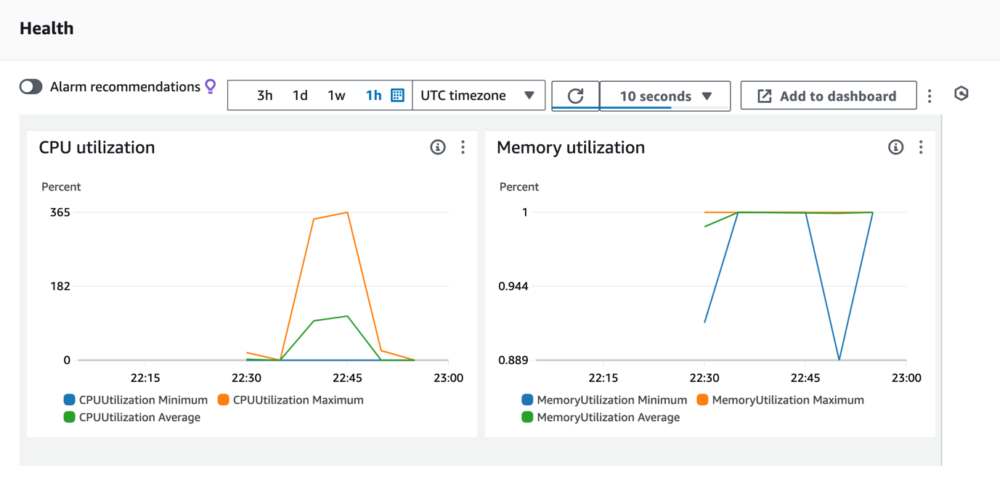 Health
Alarm recommendations
3h 1d 1w 1h UTC timezone 10 seconds Add to dashboard
CPU utilization
Percent
365
182
0
22:15 22:30 22:45 23:00
CPUUtilization Minimum CPUUtilization Maximum
CPUUtilization Average
Memory utilization
Percent
1
0.944
0.889
22:15 22:30 22:45 23:00
MemoryUtilization Minimum MemoryUtilization Maximum
MemoryUtilization Average